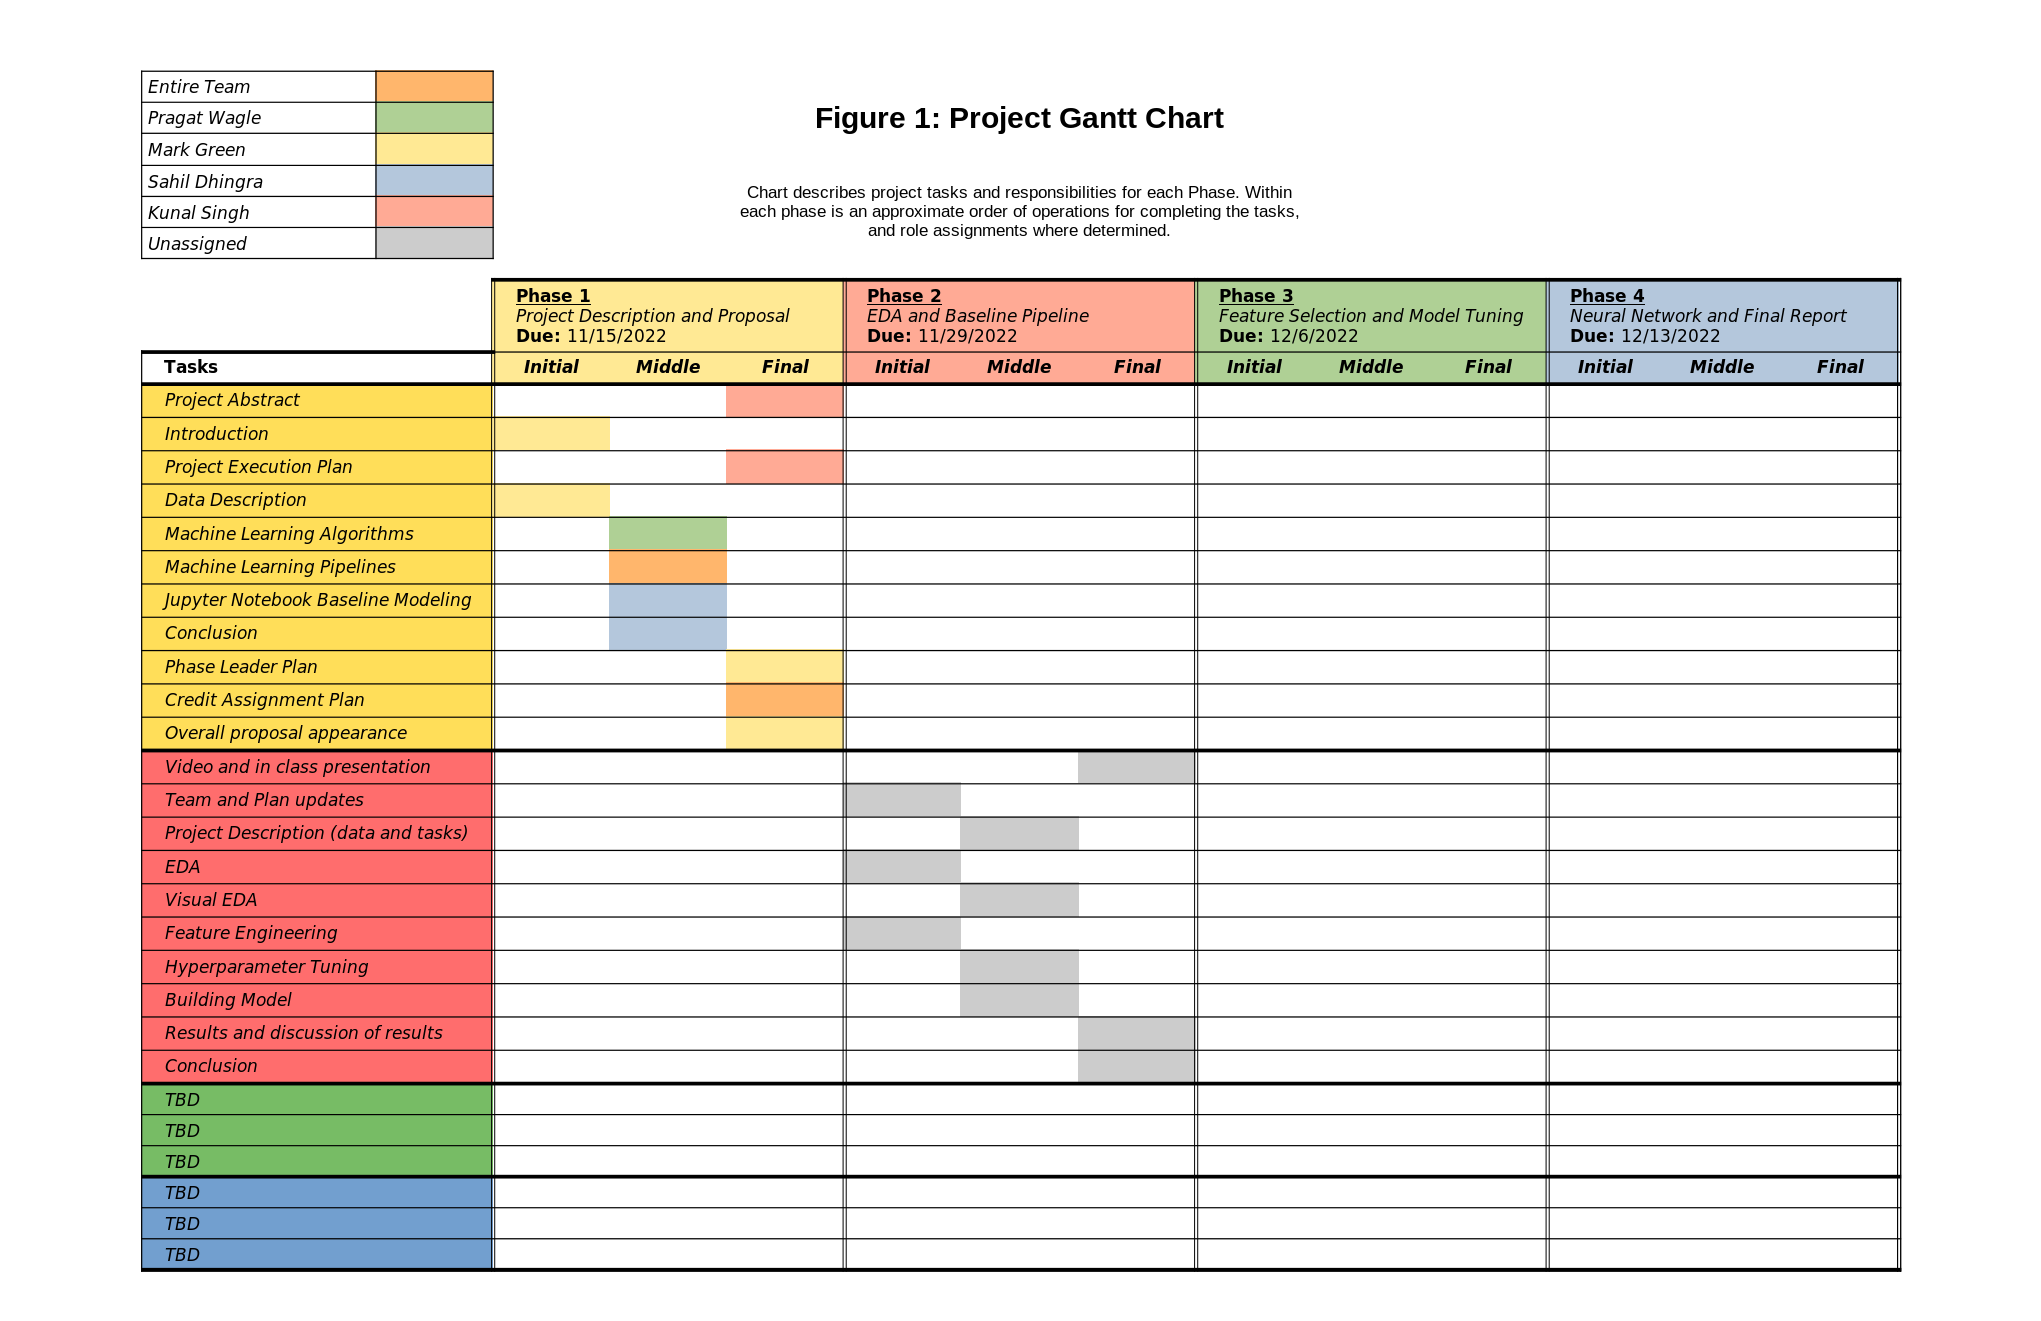 Entire Team
Pragat Wagle
Mark Green
Sahil Dhingra
Kunal Singh
Unassigned
Figure 1: Project Gantt Chart
Chart describes project tasks and responsibilities for each Phase. Within
each phase is an approximate order of operations for completing the tasks,
and role assignments where determined.
Phase 1
Project Description and Proposal
Due: 11/15/2022
Phase 2
EDA and Baseline Pipeline
Due: 11/29/2022
Phase 3
Feature Selection and Model Tuning
Due: 12/6/2022
Phase 4
Neural Network and Final Report
Due: 12/13/2022
Tasks Initial Middle Final Initial Middle Final Initial Middle Final Initial Middle Final
Project Abstract
Introduction
Project Execution Plan
Data Description
Machine Learning Algorithms
Machine Learning Pipelines
Jupyter Notebook Baseline Modeling
Conclusion
Phase Leader Plan
Credit Assignment Plan
Overall proposal appearance
Video and in class presentation
Team and Plan updates
Project Description (data and tasks)
EDA
Visual EDA
Feature Engineering
Hyperparameter Tuning
Building Model
Results and discussion of results
Conclusion
TBD
TBD
TBD
TBD
TBD
TBD